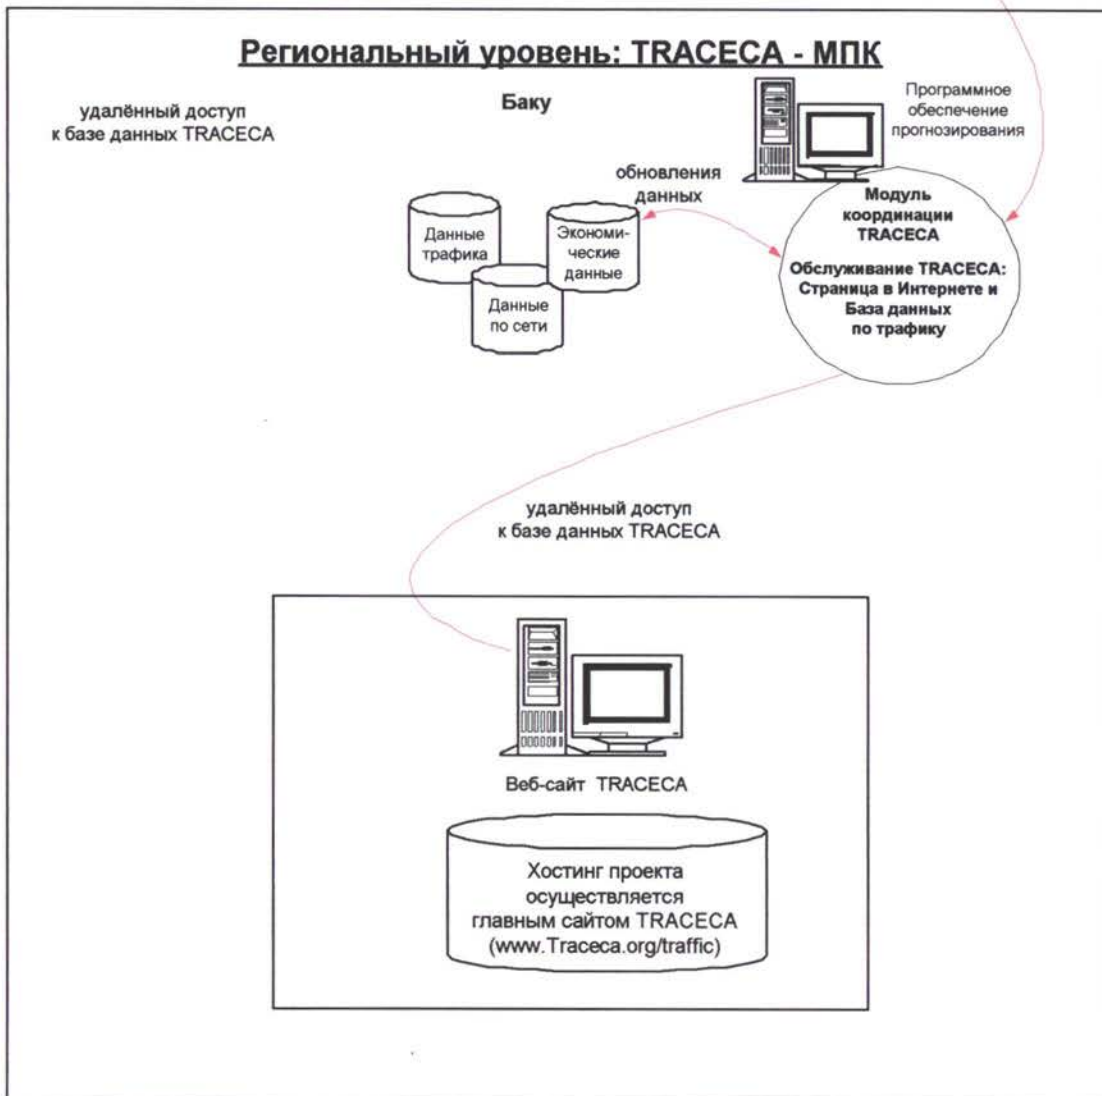 Региональный уровень: TRACECA - МПК
удалённый доступ
к базе данных TRACECA
Баку
Программное
обеспечение
прогнозирования
обновления
данных
Данные
трафика
Экономи-
ческие
данные
Данные
по сети
Модуль
координации
TRACECA
Обслуживание TRACECA:
Страница в Интернете и
База данных
по трафику
удалённый доступ
к базе данных TRACECA
Веб-сайт TRACECA
Хостинг проекта
осуществляется
главным сайтом TRACECA
(www.Traceca.org/traffic)